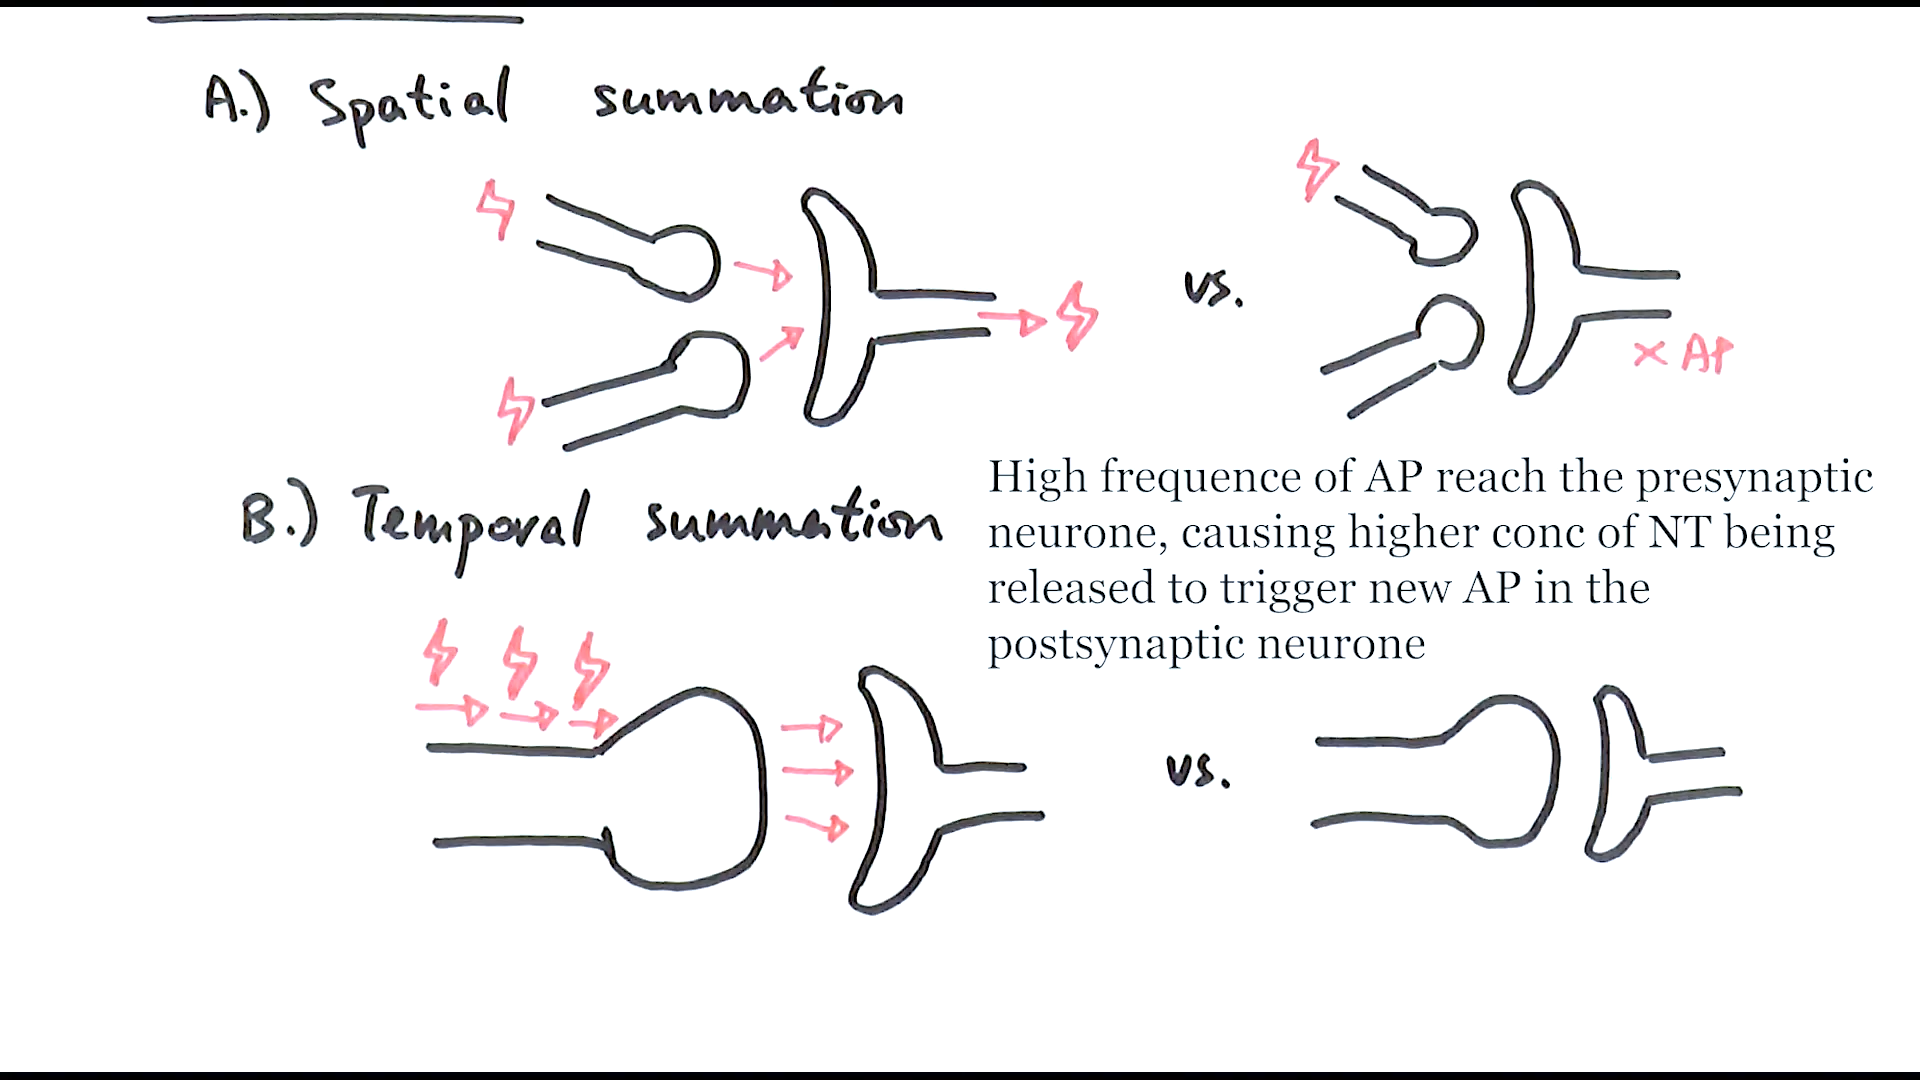 A.) Spatial summation
vs.
× AP
B.) Temporal summation
High frequence of AP reach the presynaptic
neurone, causing higher conc of NT being
released to trigger new AP in the
postsynaptic neurone
vs.